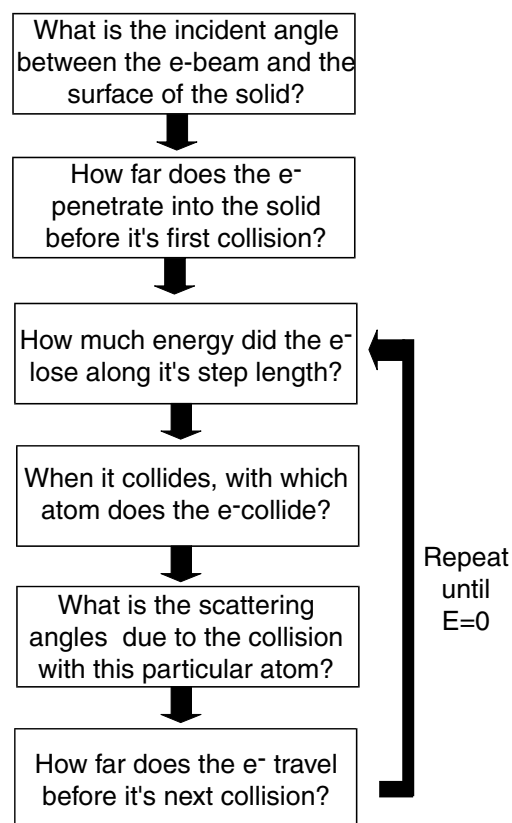 What is the incident angle
between the e-beam and the
surface of the solid?
How far does the e-
penetrate into the solid
before it's first collision?
How much energy did the e-
lose along it's step length?
When it collides, with which
atom does the e-collide?
What is the scattering
angles due to the collision
with this particular atom?
How far does the e- travel
before it's next collision?
Repeat
until
E=0